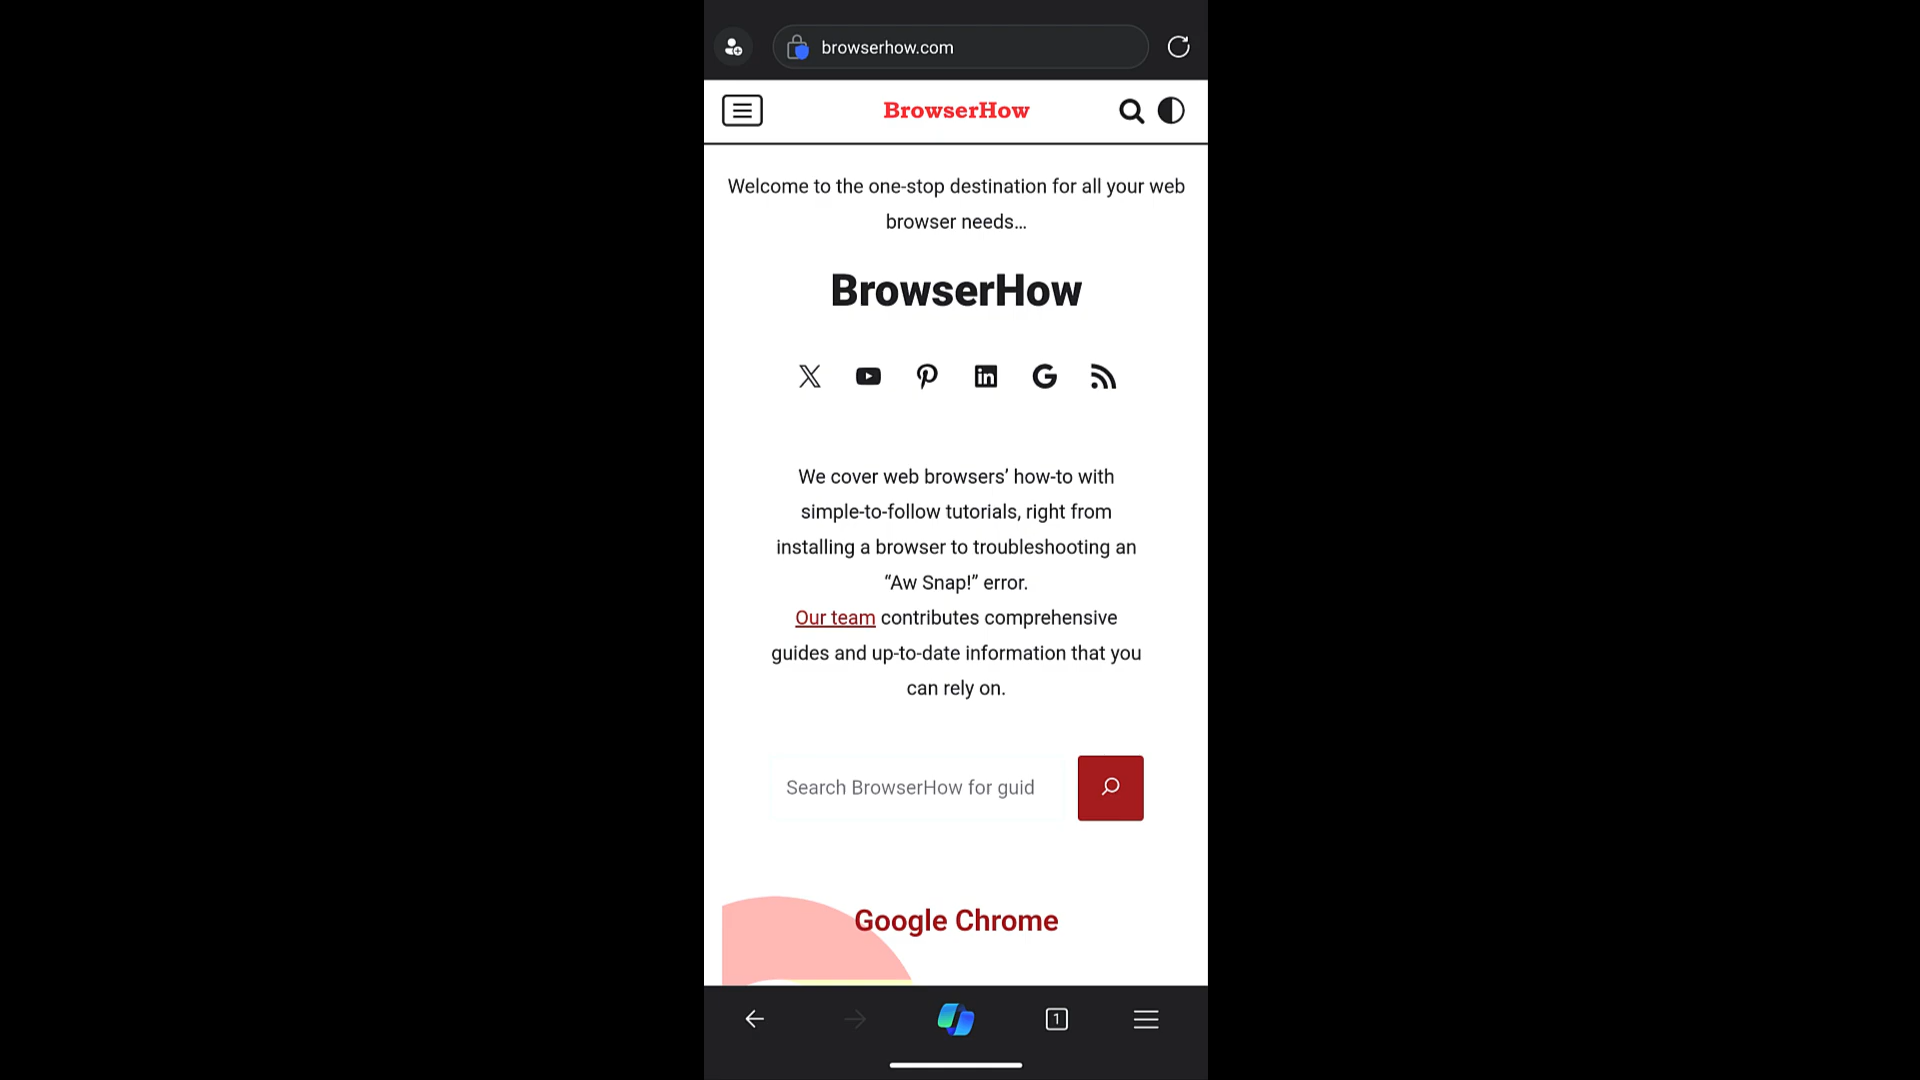 browserhow.com
BrowserHow
Welcome to the one-stop destination for all your web
browser needs…
BrowserHow
We cover web browsers’ how-to with
simple-to-follow tutorials, right from
installing a browser to troubleshooting an
“Aw Snap!” error.
Our team contributes comprehensive
guides and up-to-date information that you
can rely on.
Search BrowserHow for guid
Google Chrome
1